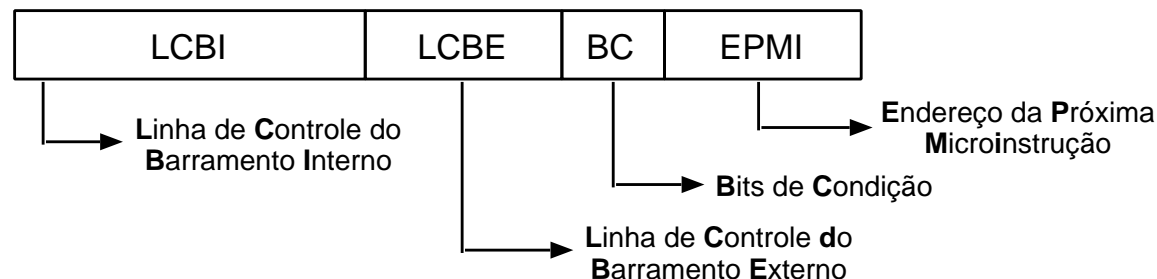 LCBI LCBE BC EPMI
Linha de Controle do
Barramento Interno
Endereço da Próxima
Microinstrução
Bits de Condição
Linha de Controle do
Barramento Externo